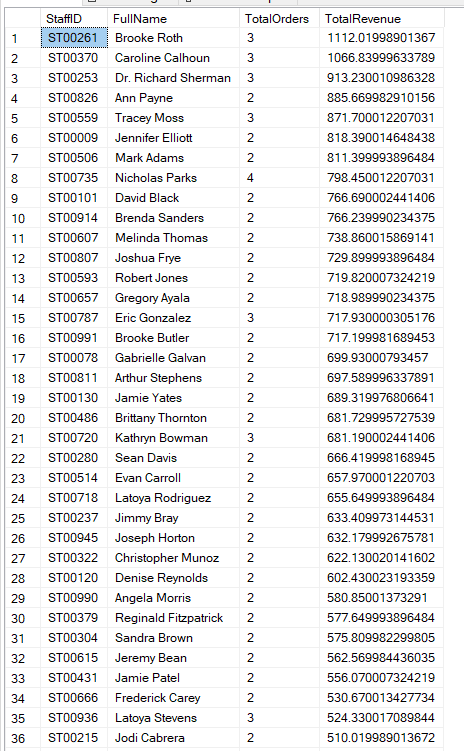 StaffID FullName TotalOrders TotalRevenue
1 ST00261 Brooke Roth 3 1112.01998901367
2 ST00370 Caroline Calhoun 3 1066.83999633789
3 ST00253 Dr. Richard Sherman 3 913.230010986328
4 ST00826 Ann Payne 2 885.669982910156
5 ST00559 Tracey Moss 3 871.700012207031
6 ST00009 Jennifer Elliott 2 818.390014648438
7 ST00506 Mark Adams 2 811.399993896484
8 ST00735 Nicholas Parks 4 798.450012207031
9 ST00101 David Black 2 766.690002441406
10 ST00914 Brenda Sanders 2 766.239990234375
11 ST00607 Melinda Thomas 2 738.860015869141
12 ST00807 Joshua Frye 2 729.899993896484
13 ST00593 Robert Jones 2 719.820007324219
14 ST00657 Gregory Ayala 2 718.989990234375
15 ST00787 Eric Gonzalez 3 717.930000305176
16 ST00991 Brooke Butler 2 717.199981689453
17 ST00078 Gabrielle Galvan 2 699.93000793457
18 ST00811 Arthur Stephens 2 697.589996337891
19 ST00130 Jamie Yates 2 689.319976806641
20 ST00486 Brittany Thornton 2 681.729995727539
21 ST00720 Kathryn Bowman 3 681.190002441406
22 ST00280 Sean Davis 2 666.419998168945
23 ST00514 Evan Carroll 2 657.970001220703
24 ST00718 Latoya Rodriguez 2 655.649993896484
25 ST00237 Jimmy Bray 2 633.409973144531
26 ST00945 Joseph Horton 2 632.179992675781
27 ST00322 Christopher Munoz 2 622.130020141602
28 ST00120 Denise Reynolds 2 602.430023193359
29 ST00990 Angela Morris 2 580.85001373291
30 ST00379 Reginald Fitzpatrick 2 577.649993896484
31 ST00304 Sandra Brown 2 575.809982299805
32 ST00615 Jeremy Bean 2 562.569984436035
33 ST00431 Jamie Patel 2 556.070007324219
34 ST00666 Frederick Carey 2 530.670013427734
35 ST00936 Latoya Stevens 3 524.330017089844
36 ST00215 Jodi Cabrera 2 510.019989013672